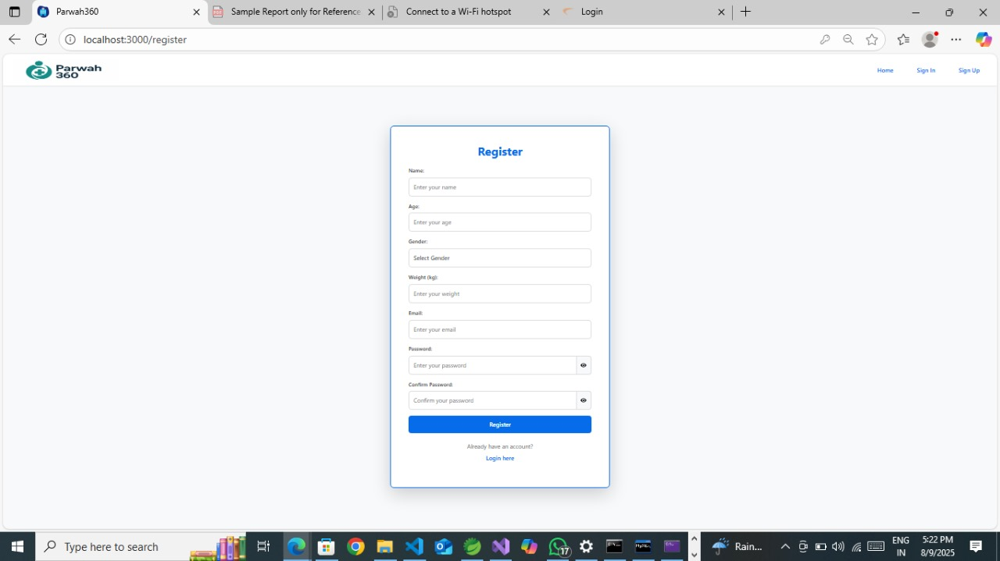 Parwah360
Sample Report only for Reference
Connect to a Wi-Fi hotspot
Login
localhost:3000/register
Parwah
360
Home
Sign In
Sign Up
Register
Name:
Enter your name
Age:
Enter your age
Gender:
Select Gender
Weight (kg):
Enter your weight
Email:
Enter your email
Password:
Enter your password
Confirm Password:
Confirm your password
Register
Already have an account?
Login here
Type here to search
17
Rain...
ENG
IN
5:22 PM
8/9/2025